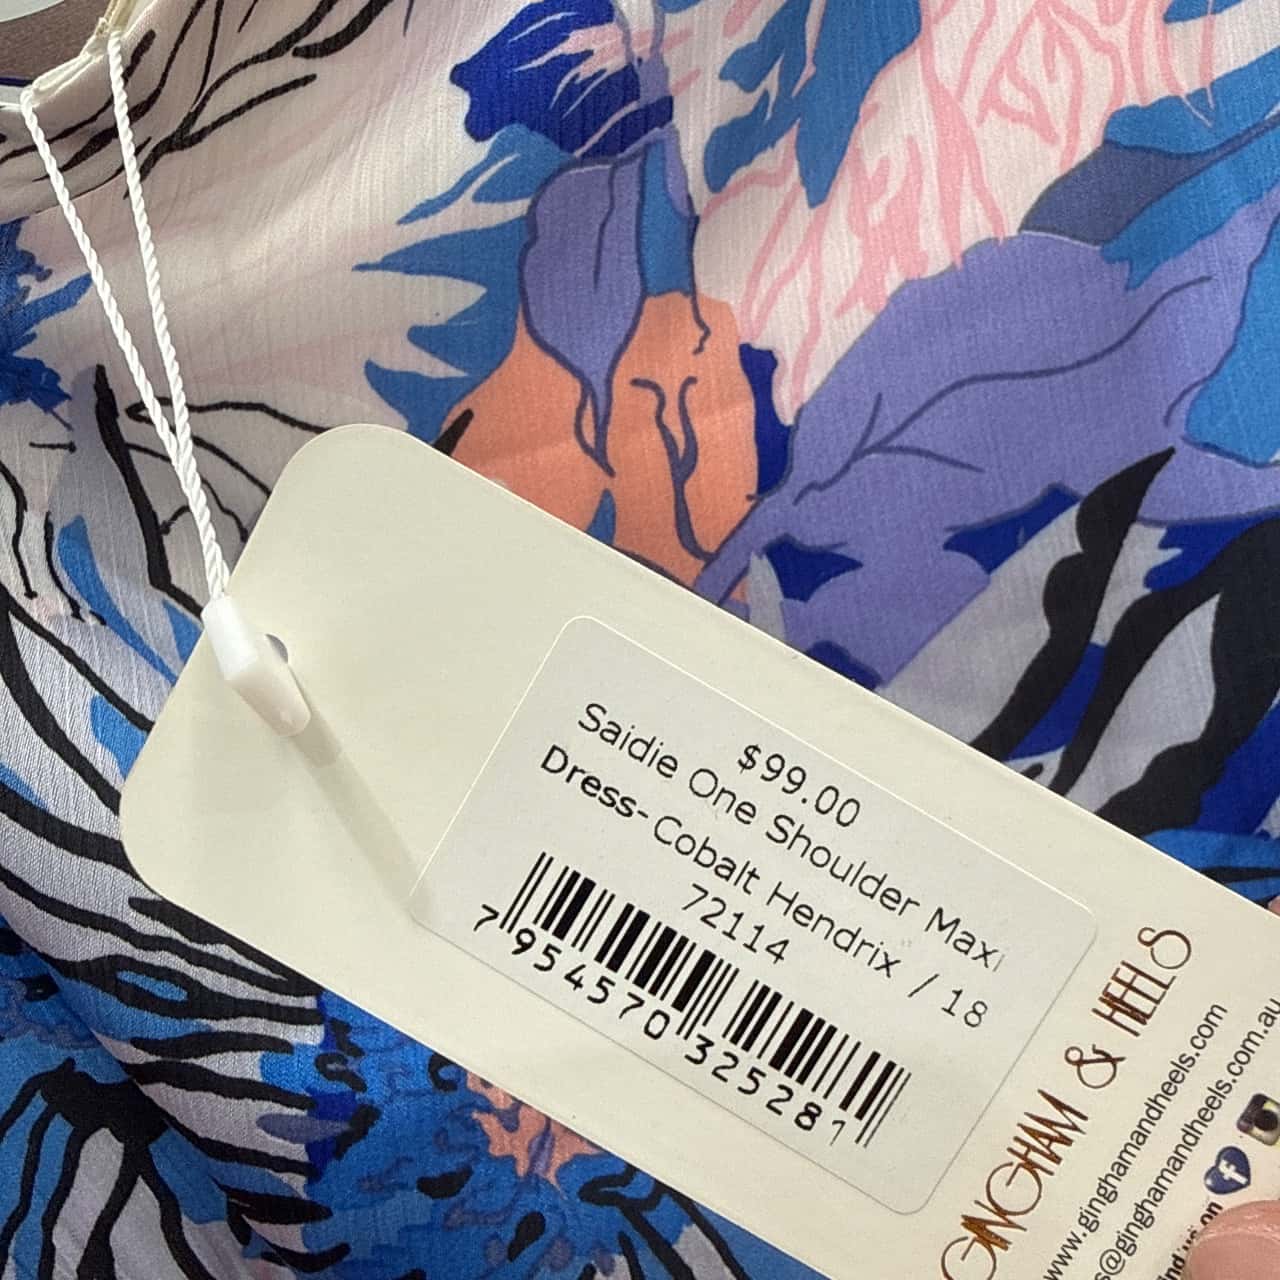 $99.00
Saidie One Shoulder Maxi
Dress-Cobalt Hendrix / 18
72114
7 954570 325281
GINGHAM & HEELS
www.ginghamandheels.com
@ginghamandheels.com.au
on